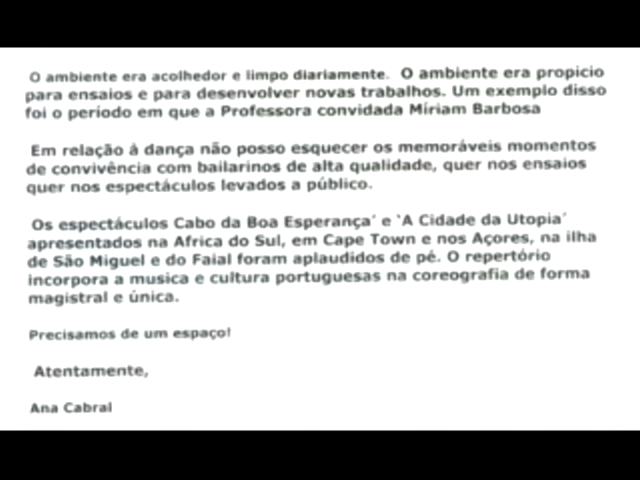 O ambiente era acolhedor e limpo diariamente. O ambiente era propicio
para ensaios e para desenvolver novas trabalhos. Um exemplo disso
foi o período em que a Professora convidada Míriam Barbosa
Em relação à dança não posso esquecer os memoráveis momentos
de convivência com bailarinos de alta qualidade, quer nos ensaios
quer nos espectáculos levados a público.
Os espectáculos Cabo da Boa Esperança' e 'A Cidade da Utopia'
apresentados na Africa do Sul, em Cape Town e nos Açores, na ilha
de São Miguel e do Faial foram aplaudidos de pé. O repertório
incorpora a musica e cultura portuguesas na coreografia de forma
magistral e única.
Precisamos de um espaço!
Atentamente,
Ana Cabral